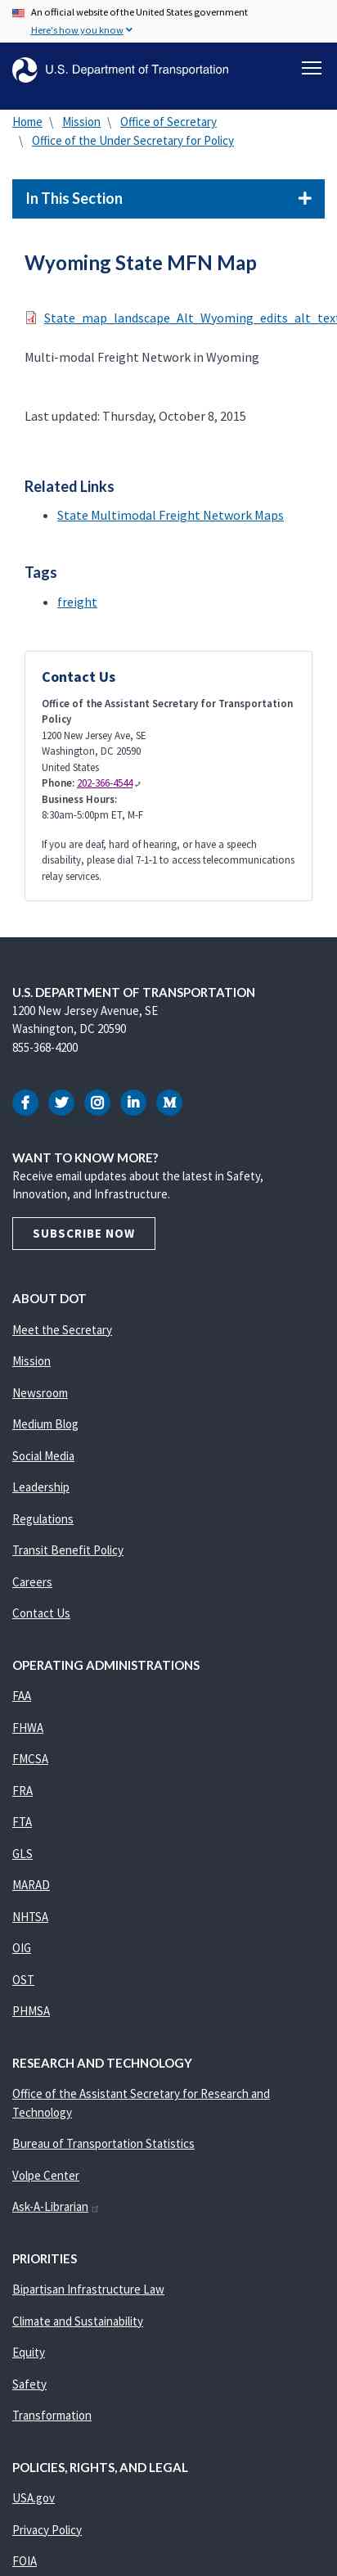 An official website of the United States government
Here's how you know
U.S. Department of Transportation
Home \ Mission \ Office of Secretary
\ Office of the Under Secretary for Policy
In This Section
Wyoming State MFN Map
State_map_landscape_Alt_Wyoming_edits_alt_text
Multi-modal Freight Network in Wyoming
Last updated: Thursday, October 8, 2015
Related Links
State Multimodal Freight Network Maps
Tags
freight
Contact Us
Office of the Assistant Secretary for Transportation
Policy
1200 New Jersey Ave, SE
Washington, DC 20590
United States
Phone: 202-366-4544
Business Hours:
8:30am-5:00pm ET, M-F
If you are deaf, hard of hearing, or have a speech
disability, please dial 7-1-1 to access telecommunications
relay services.
U.S. DEPARTMENT OF TRANSPORTATION
1200 New Jersey Avenue, SE
Washington, DC 20590
855-368-4200
WANT TO KNOW MORE?
Receive email updates about the latest in Safety,
Innovation, and Infrastructure.
SUBSCRIBE NOW
ABOUT DOT
Meet the Secretary
Mission
Newsroom
Medium Blog
Social Media
Leadership
Regulations
Transit Benefit Policy
Careers
Contact Us
OPERATING ADMINISTRATIONS
FAA
FHWA
FMCSA
FRA
FTA
GLS
MARAD
NHTSA
OIG
OST
PHMSA
RESEARCH AND TECHNOLOGY
Office of the Assistant Secretary for Research and
Technology
Bureau of Transportation Statistics
Volpe Center
Ask-A-Librarian
PRIORITIES
Bipartisan Infrastructure Law
Climate and Sustainability
Equity
Safety
Transformation
POLICIES, RIGHTS, AND LEGAL
USA.gov
Privacy Policy
FOIA